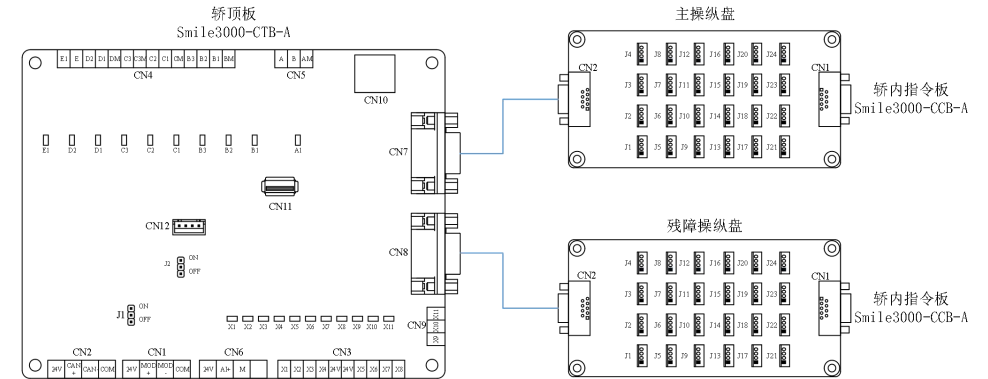 轿顶板
Smile3000-CTB-A
E1 E D2 D1 DM C3 C3M C2 C1 CM B3 B2 B1 BM
CN4
A B AM
CN5
CN10
E1 D2 D1 C3 C2 C1 B3 B2 B1 A1
CN7
CN11
CN12
CN8
J2 ON
OFF
J1 ON
OFF
X1 X2 X3 X4 X5 X6 X7 X8 X9 X10 X11
CN9
X11
X10
X9
CN2
24V CAN+ CAN- COM
CN1
24V MOD+ MOD- COM
CN6
24V AI+ M
CN3
X1 X2 X3 X4 24V 24V X5 X6 X7 X8
主操纵盘
CN2
J4 J8 J12 J16 J20 J24
CN1
J3 J7 J11 J15 J19 J23
J2 J6 J10 J14 J18 J22
J1 J5 J9 J13 J17 J21
轿内指令板
Smile3000-CCB-A
残障操纵盘
CN2
J4 J8 J12 J16 J20 J24
CN1
J3 J7 J11 J15 J19 J23
J2 J6 J10 J14 J18 J22
J1 J5 J9 J13 J17 J21
轿内指令板
Smile3000-CCB-A